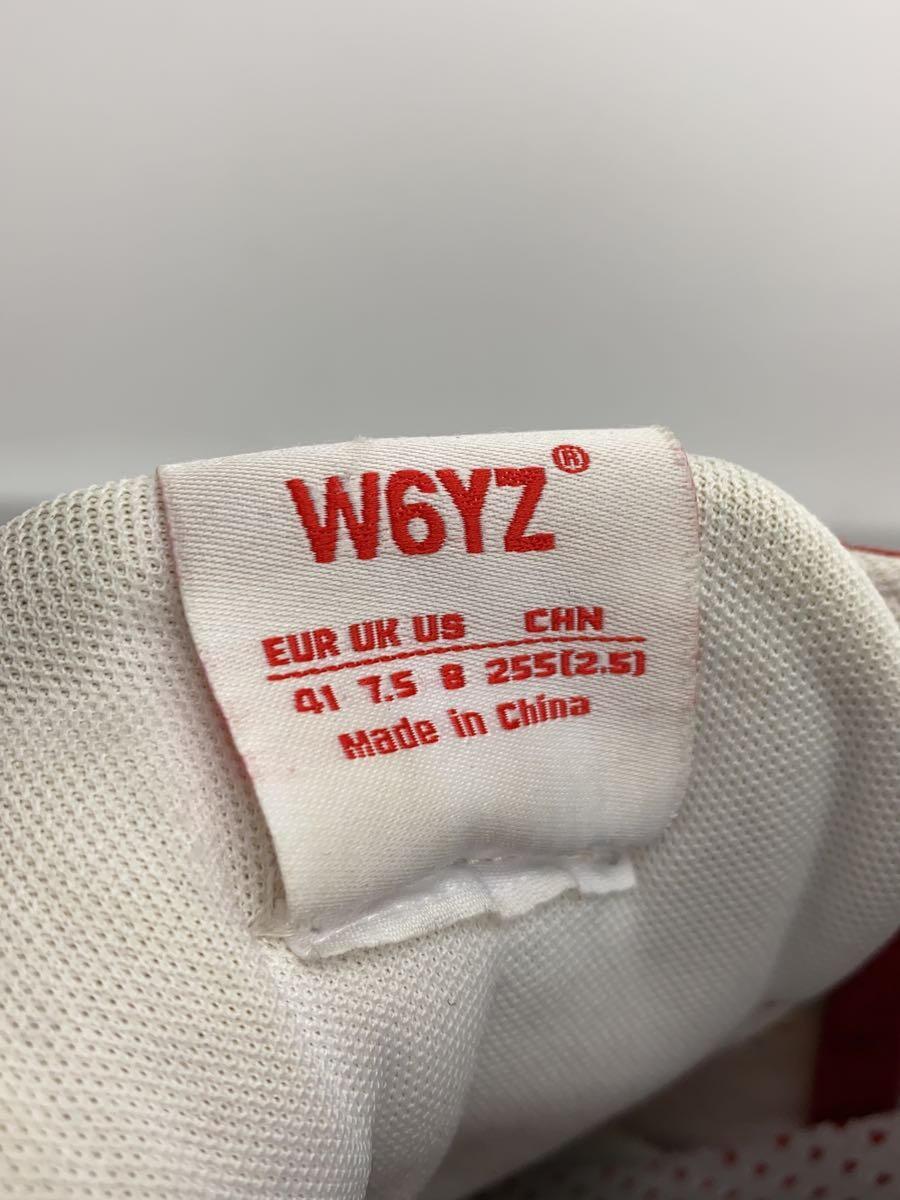 W6YZ®
EUR UK US CHN
41 7.5 8 255(2.5)
Made in China